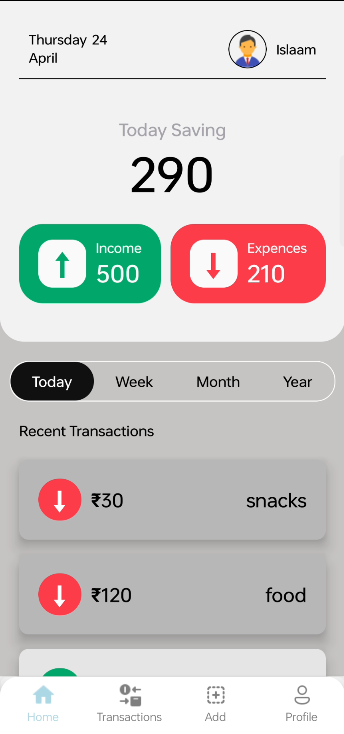 Thursday 24
April
Islaam
Today Saving
290
Income
500
Expences
210
Today
Week
Month
Year
Recent Transactions
₹30
snacks
₹120
food
Home
Transactions
Add
Profile